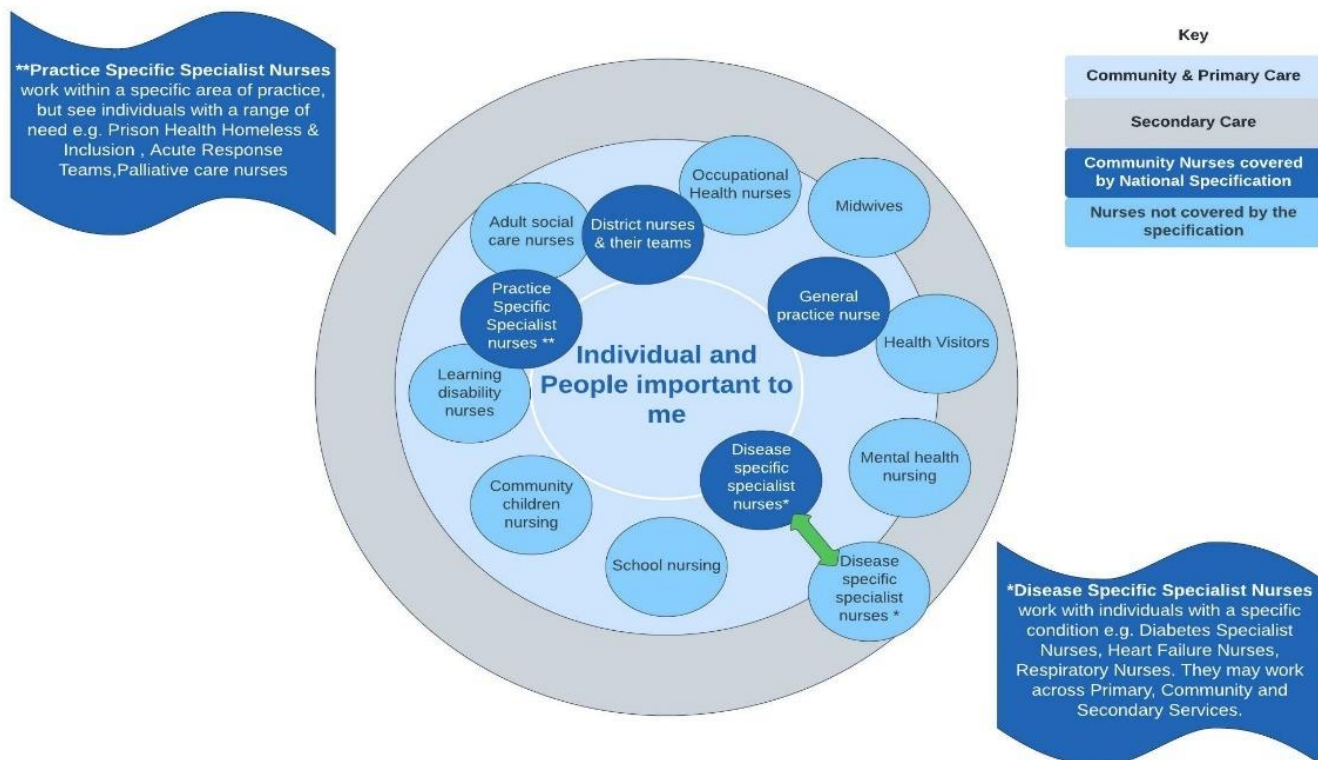 **Practice Specific Specialist Nurses
work within a specific area of practice,
but see individuals with a range of
need e.g. Prison Health Homeless &
Inclusion , Acute Response
Teams,Palliative care nurses
Key
Community & Primary Care
Secondary Care
Community Nurses covered
by National Specification
Nurses not covered by the
specification
Occupational
Health nurses
Midwives
Adult social
care nurses
District nurses
& their teams
Practice
Specific
Specialist
nurses **
General
practice nurse
Health Visitors
Individual and
People important to
me
Learning
disability
nurses
Disease
specific
specialist
nurses*
Mental health
nursing
Community
children
nursing
School nursing
Disease
specific
specialist
nurses *
*Disease Specific Specialist Nurses
work with individuals with a specific
condition e.g. Diabetes Specialist
Nurses, Heart Failure Nurses,
Respiratory Nurses. They may work
across Primary, Community and
Secondary Services.